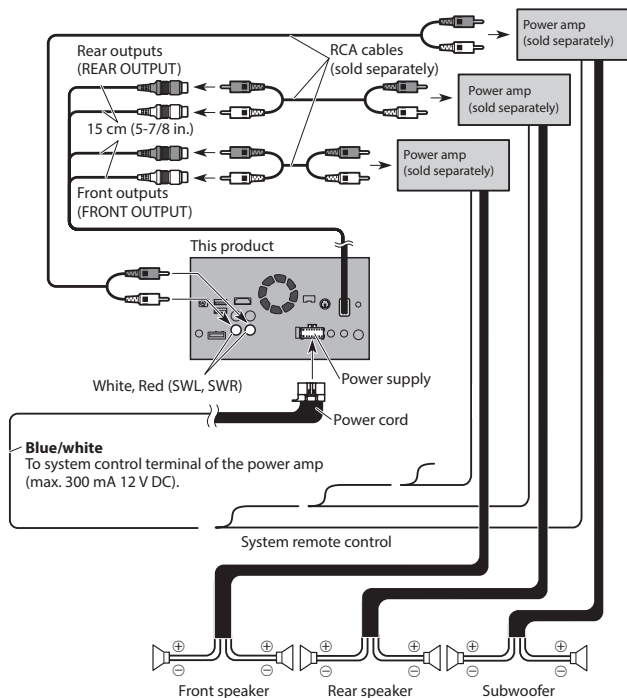 Power amp
(sold separately)
Rear outputs
(REAR OUTPUT)
RCA cables
(sold separately)
Power amp
(sold separately)
15 cm (5-7/8 in.)
Power amp
(sold separately)
Front outputs
(FRONT OUTPUT)
This product
White, Red (SWL, SWR)
Power supply
Power cord
Blue/white
To system control terminal of the power amp
(max. 300 mA 12 V DC).
System remote control
⊕ ⊕ ⊕ ⊕ ⊕ ⊕
⊖ ⊖ ⊖ ⊖ ⊖ ⊖
Front speaker
Rear speaker
Subwoofer